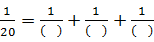 1/20 = 1/( ) + 1/( ) + 1/( )